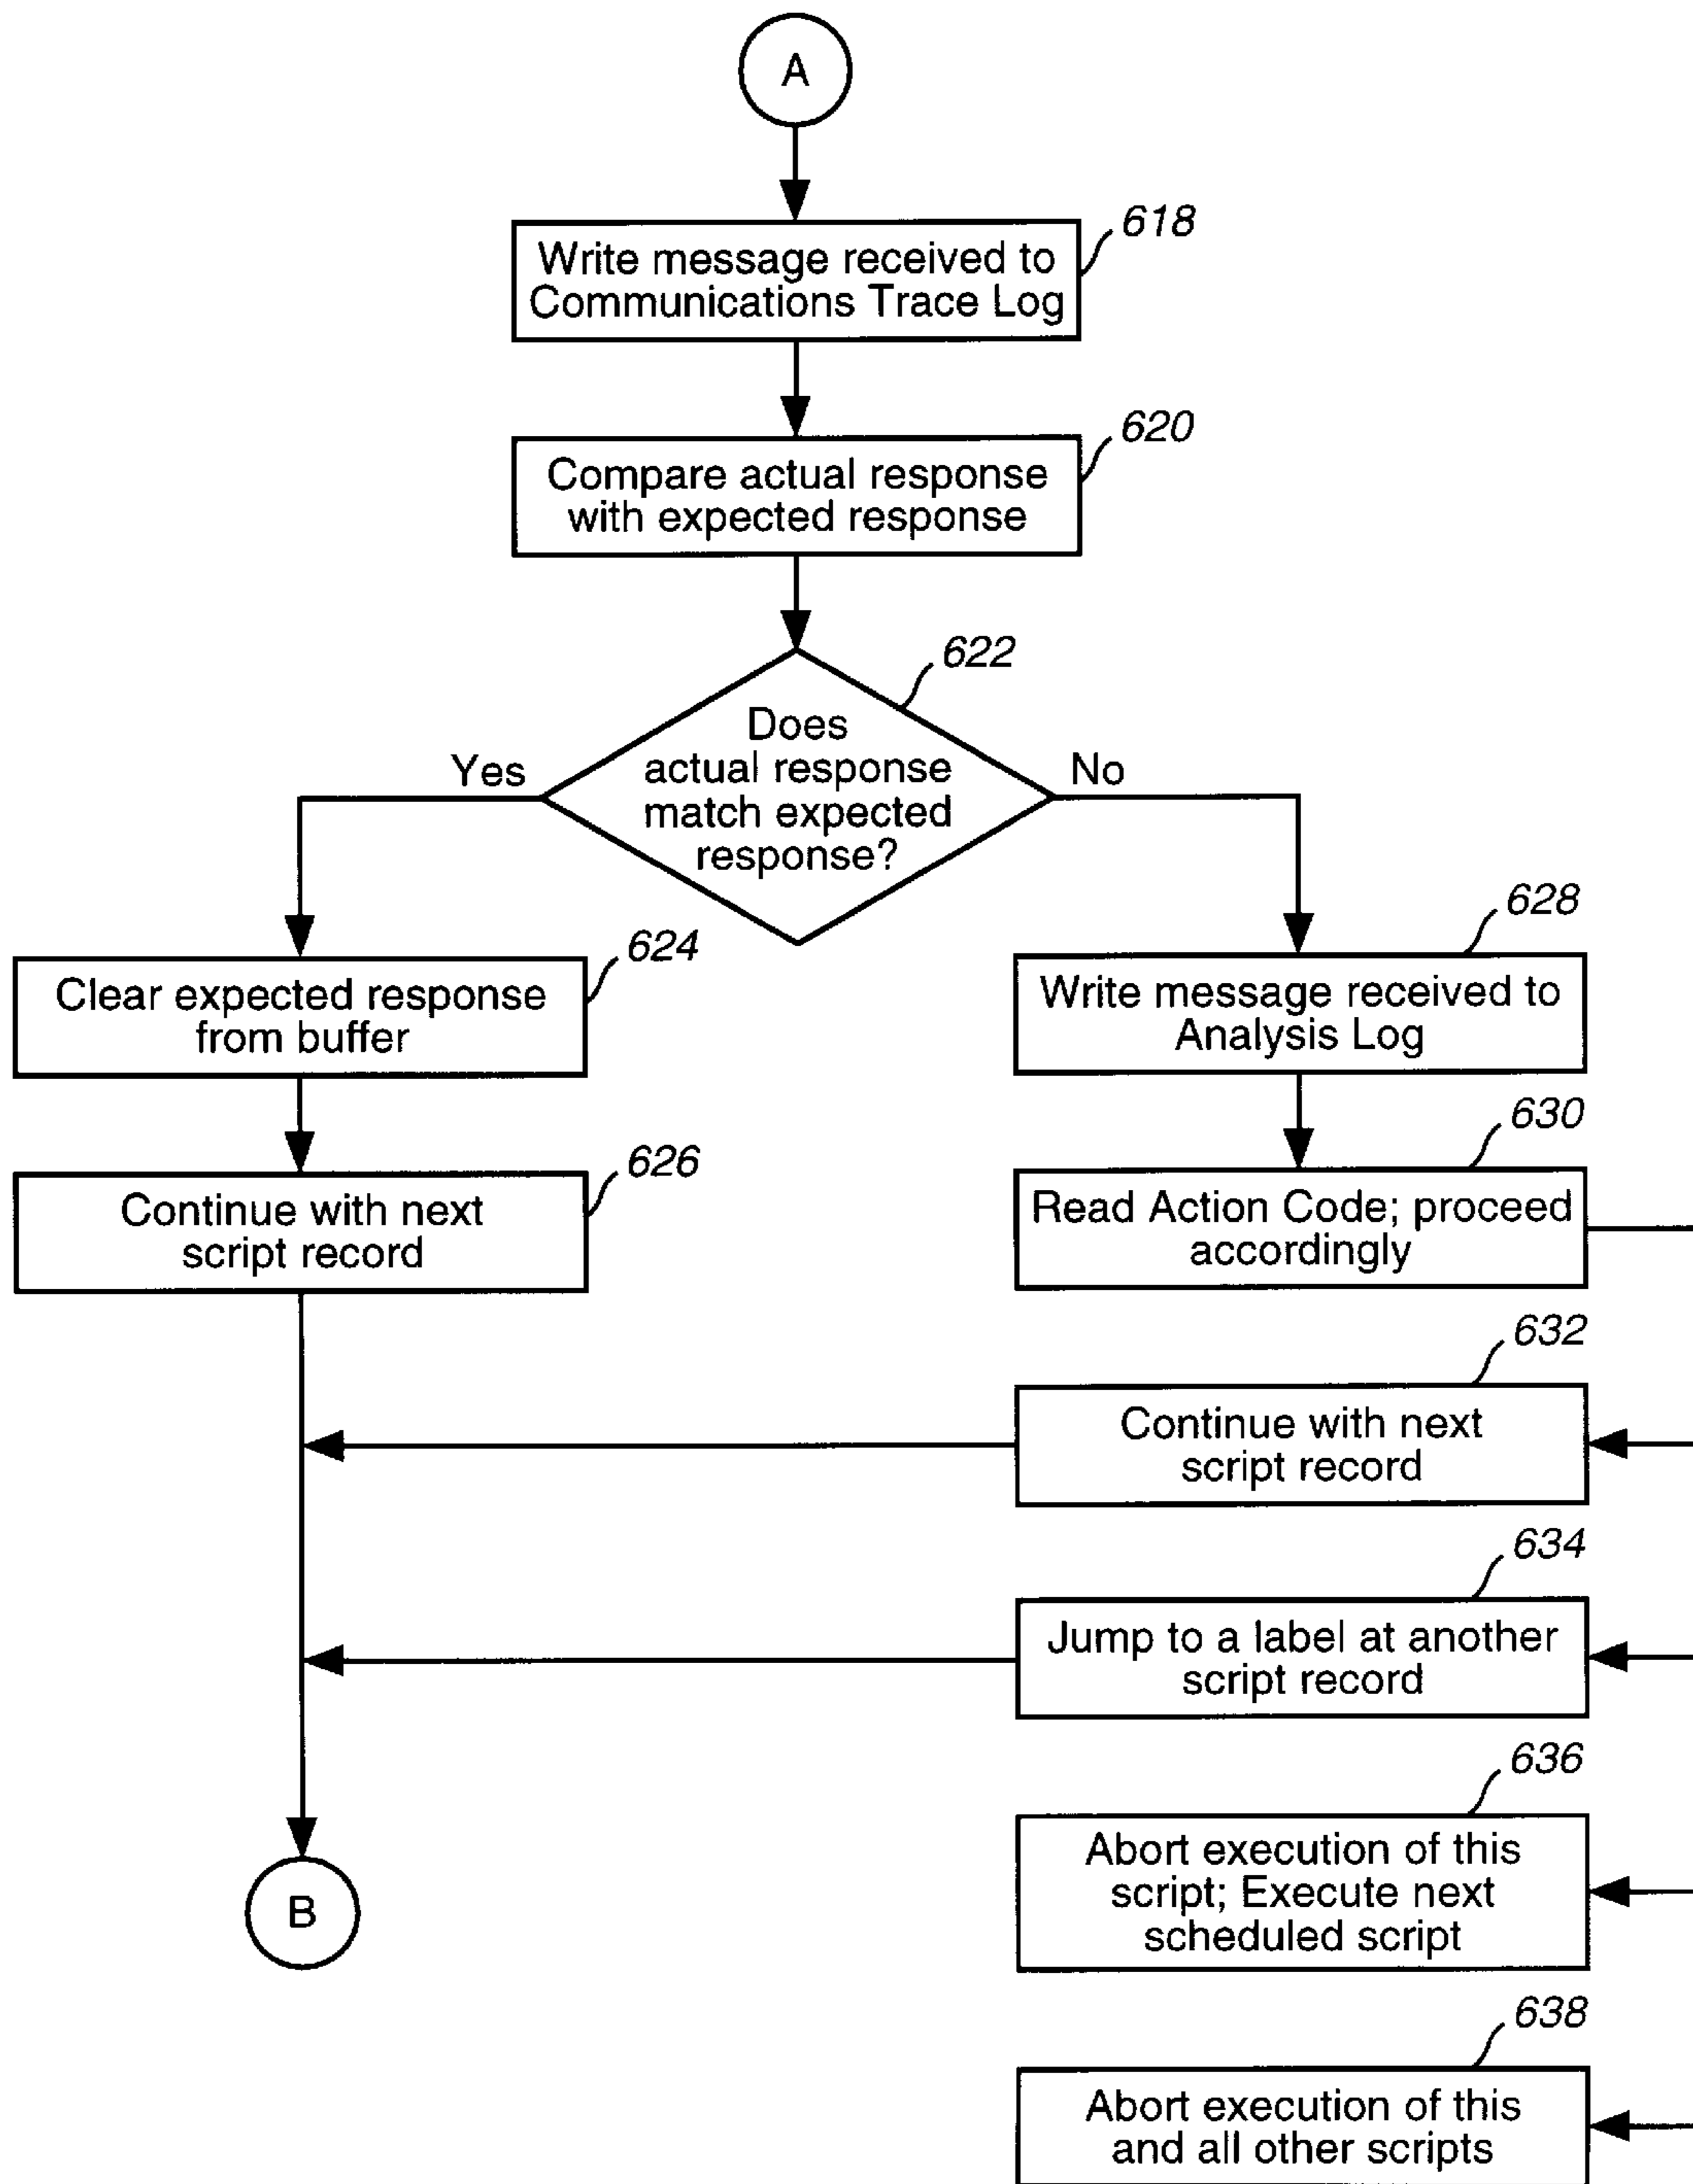 A
618
Write message received to
Communications Trace Log
620
Compare actual response
with expected response
622
Does
actual response
match expected
response?
Yes
No
624
Clear expected response
from buffer
628
Write message received to
Analysis Log
626
Continue with next
script record
630
Read Action Code; proceed
accordingly
632
Continue with next
script record
634
Jump to a label at another
script record
636
Abort execution of this
script; Execute next
scheduled script
B
638
Abort execution of this
and all other scripts